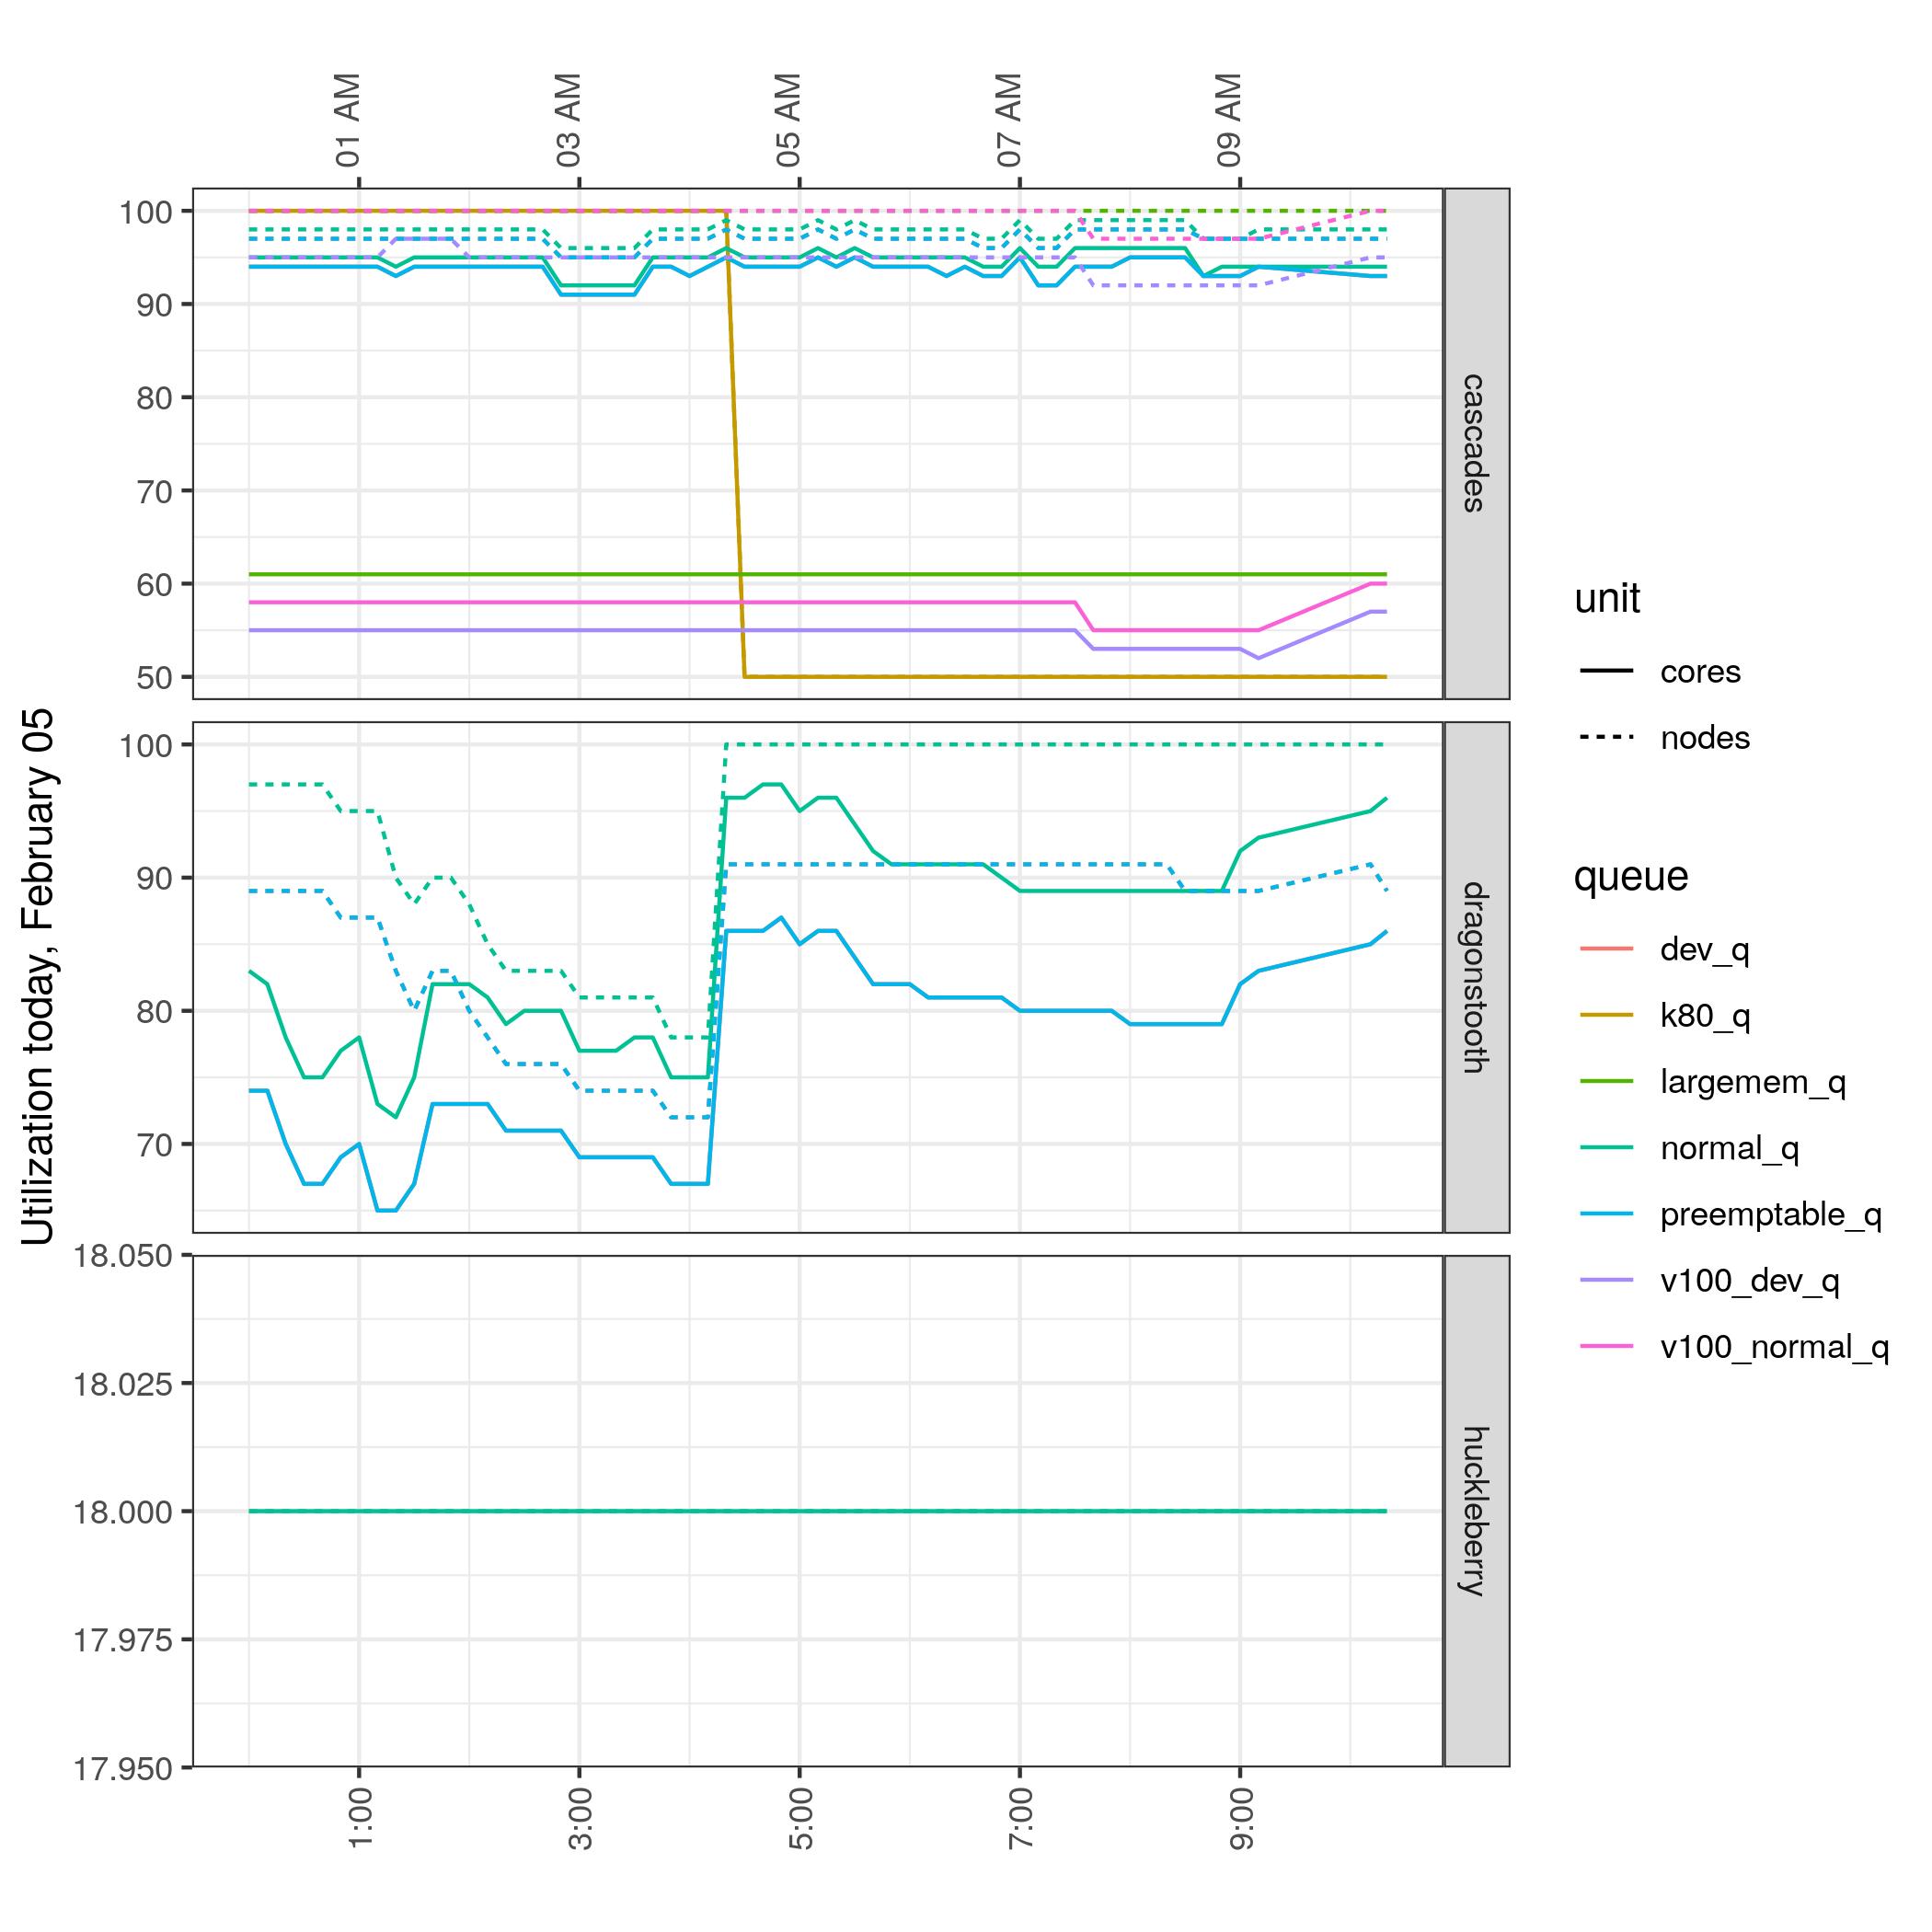 01 AM
03 AM
05 AM
07 AM
09 AM
Utilization today, February 05
100
90
80
70
60
50
cascades
100
90
80
70
dragonstooth
18.050
18.025
18.000
17.975
17.950
huckleberry
1:00
3:00
5:00
7:00
9:00
unit
cores
nodes
queue
dev_q
k80_q
largemem_q
normal_q
preemptable_q
v100_dev_q
v100_normal_q